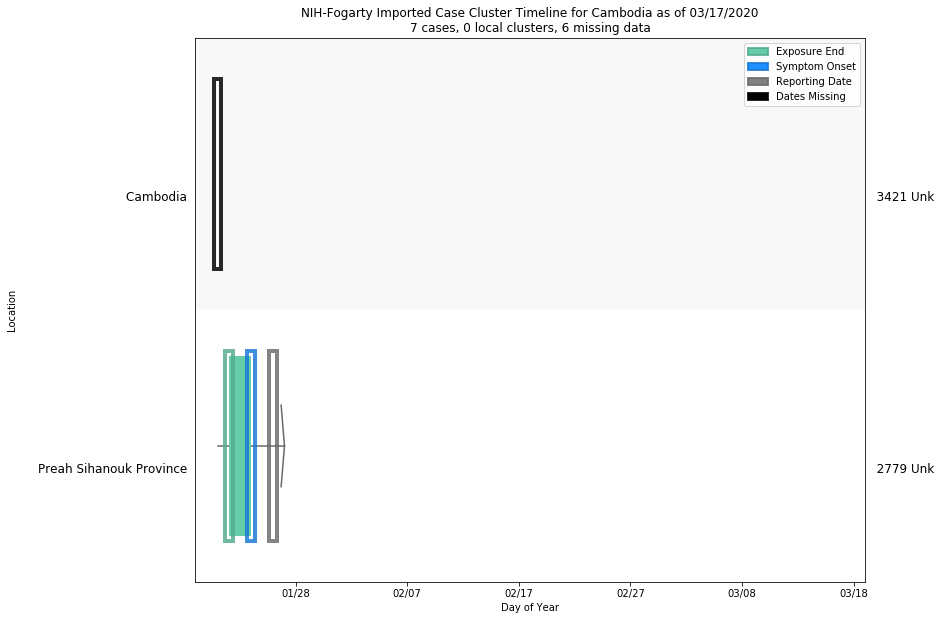 NIH-Fogarty Imported Case Cluster Timeline for Cambodia as of 03/17/2020
7 cases, 0 local clusters, 6 missing data
Exposure End
Symptom Onset
Reporting Date
Dates Missing
Cambodia
3421 Unk
Location
Preah Sihanouk Province
2779 Unk
01/28
02/07
02/17
02/27
03/08
03/18
Day of Year